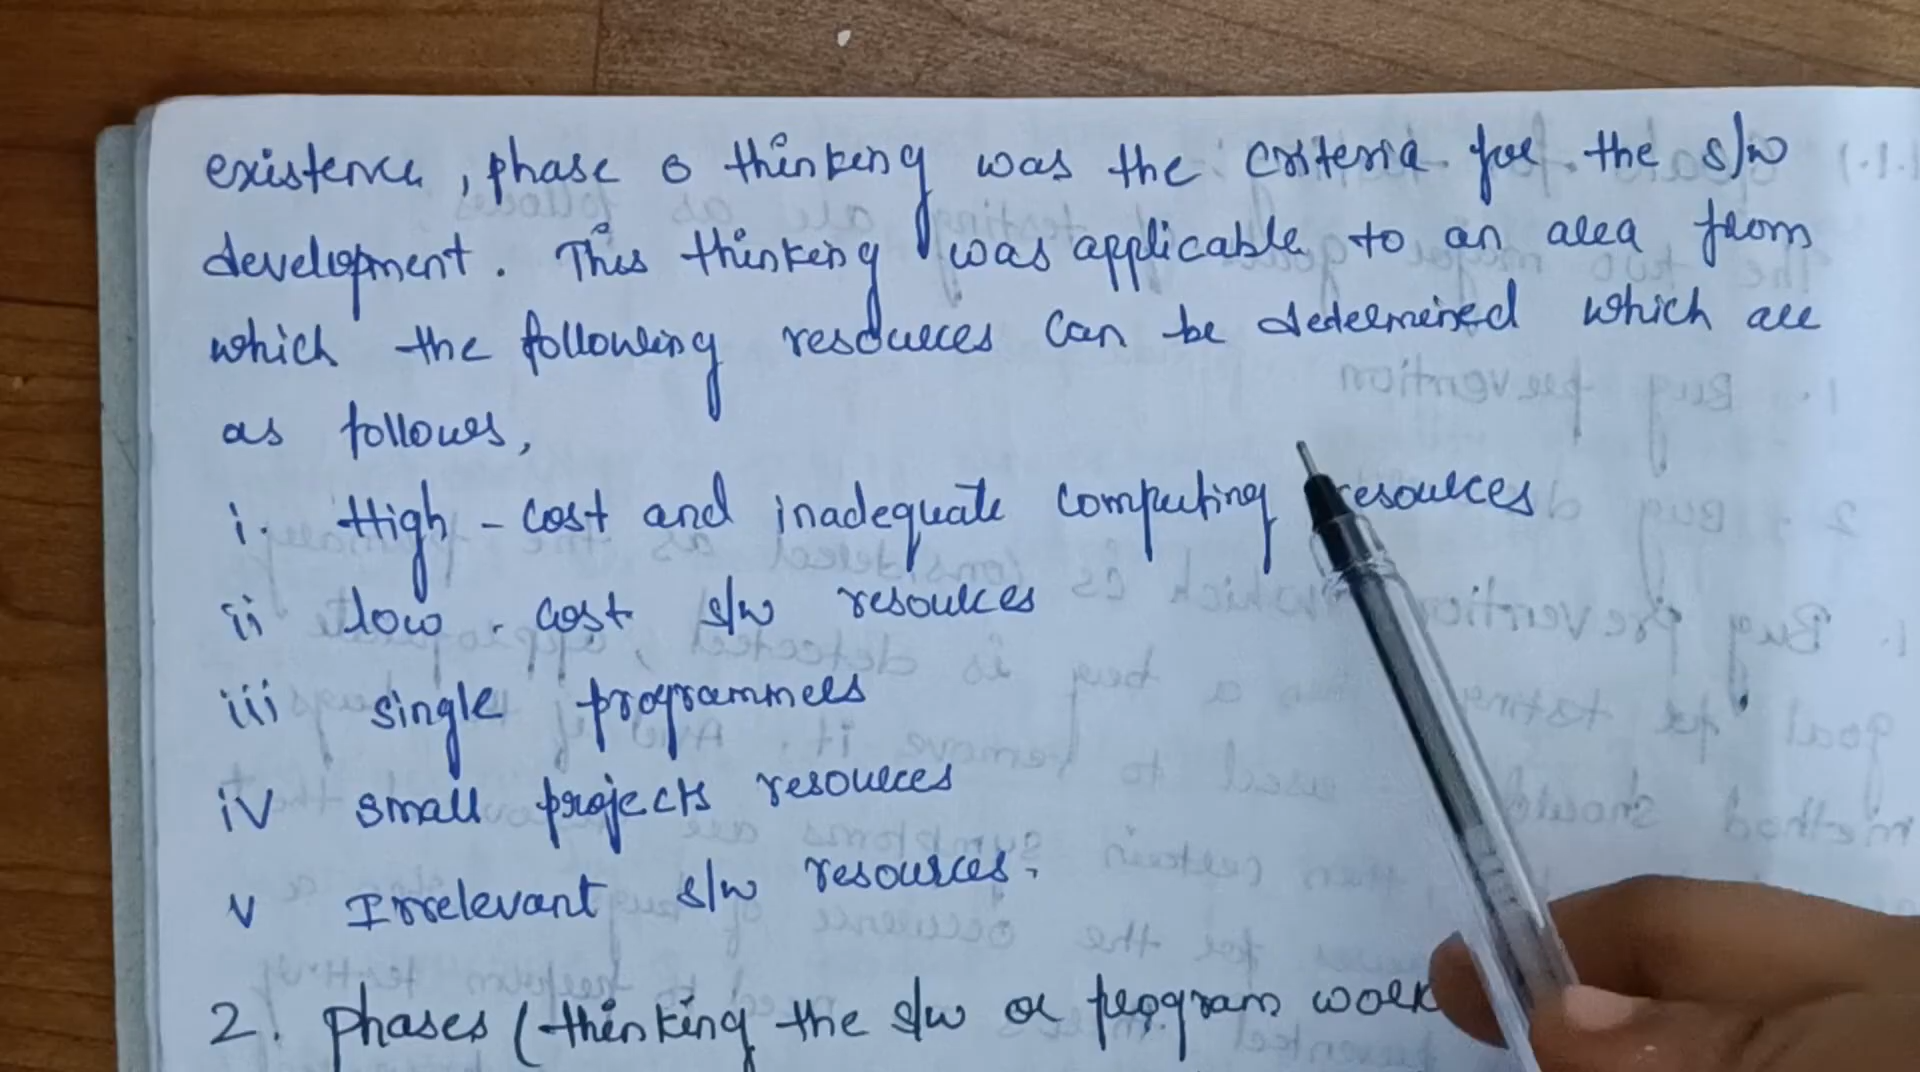 existence, phase 0 thinking was the criteria for the s/w
development. This thinking was applicable to an area from
which the following resources can be determined which are
as follows,
i. High - cost and inadequate computing resources
ii low - cost s/w resources
iii single programmers
iv small projects resources
v Irrelevant s/w resources.
2. phases (thinking the s/w or program work